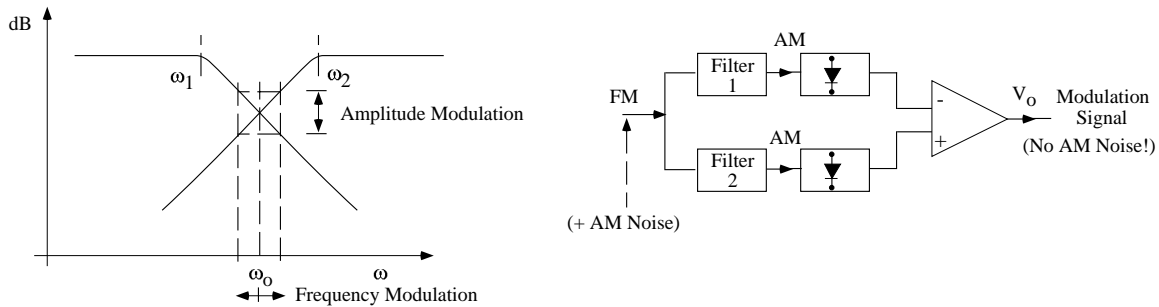 dB
ω1
ω2
Amplitude Modulation
ωo
ω
Frequency Modulation
FM
(+ AM Noise)
AM
Filter
1
AM
Filter
2
-
+
Vo
Modulation
Signal
(No AM Noise!)